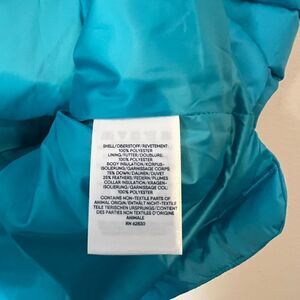 SHELL/OBERSTOFF/REVETEMENT:
100% POLYESTER
LINING/FUTTER/DOUBLURE:
100% POLYESTER
BODY INSULATION/KORPUS-
ISOLIERUNG/GARNISSAGE CORPS:
75% DOWN/DAUNEN/DUVET
25% FEATHERS/FEDERN/PLUMES
COLLAR INSULATION/KRAGEN-
ISOLIERUNG/GARNISSAGE COL:
100% POLYESTER
CONTAINS NON-TEXTILE PARTS OF
ANIMAL ORIGIN/ENTHÄLT NICHT-TEXTILE
TEILE TIERISCHEN URSPRUNGS/CONTIENT
DES PARTIES NON TEXTILES D'ORIGINE
ANIMALE
RN 62830